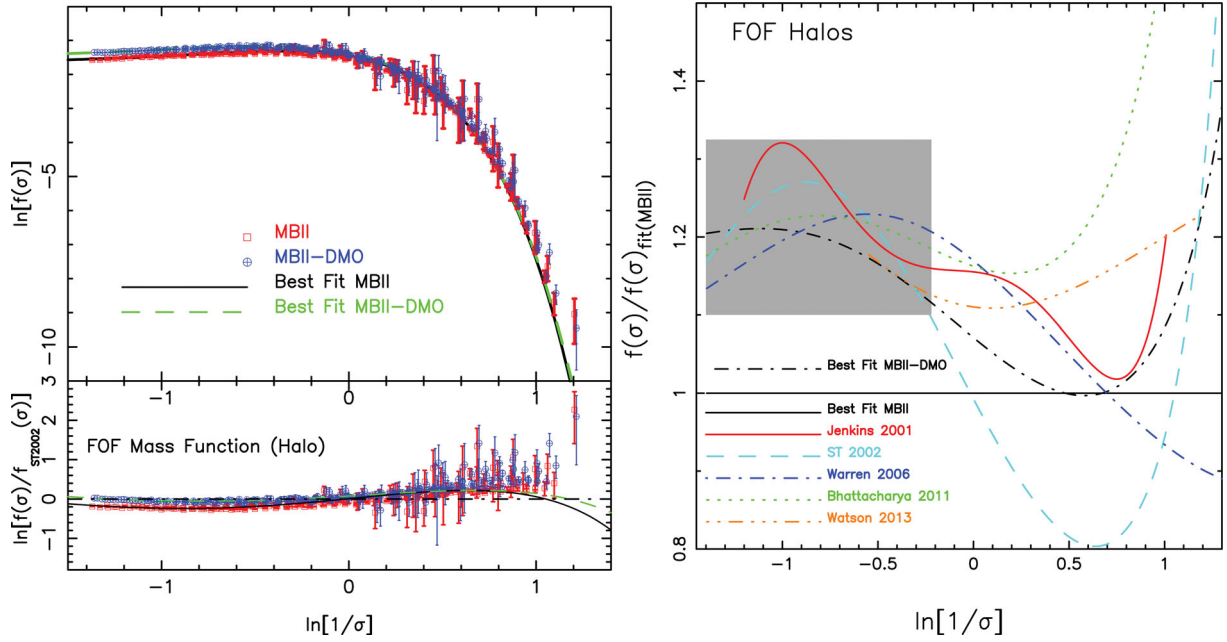 ln[f(σ)]
−5
−10
MBII
MBII−DMO
Best Fit MBII
Best Fit MBII−DMO
ln[f(σ)/f_ST2002(σ)]
3
2
1
0
−1
FOF Mass Function (Halo)
−1
0
1
ln[1/σ]
f(σ)/f(σ)fit(MBII)
1.4
1.2
1
0.8
FOF Halos
Best Fit MBII−DMO
Best Fit MBII
Jenkins 2001
ST 2002
Warren 2006
Bhattacharya 2011
Watson 2013
−1
−0.5
0
0.5
1
ln[1/σ]